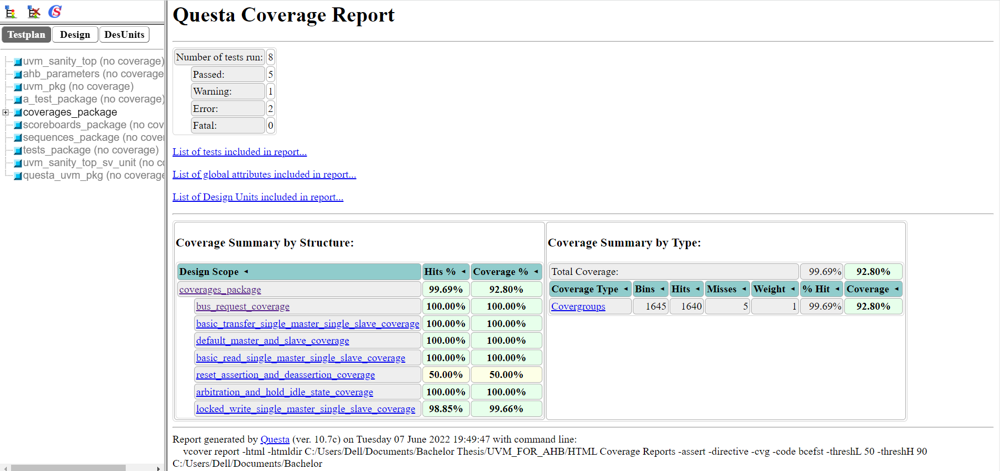 Testplan Design DesUnits
uvm_sanity_top (no coverage)
ahb_parameters (no coverage
uvm_pkg (no coverage)
a_test_package (no coverage)
coverages_package
scoreboards_package (no cov
sequences_package (no cover
tests_package (no coverage)
uvm_sanity_top_sv_unit (no co
questa_uvm_pkg (no coverage
Questa Coverage Report
Number of tests run: 8
Passed: 5
Warning: 1
Error: 2
Fatal: 0
List of tests included in report...
List of global attributes included in report...
List of Design Units included in report...
Coverage Summary by Structure:
Design Scope Hits % Coverage %
coverages_package 99.69% 92.80%
bus_request_coverage 100.00% 100.00%
basic_transfer_single_master_single_slave_coverage 100.00% 100.00%
default_master_and_slave_coverage 100.00% 100.00%
basic_read_single_master_single_slave_coverage 100.00% 100.00%
reset_assertion_and_deassertion_coverage 50.00% 50.00%
arbitration_and_hold_idle_state_coverage 100.00% 100.00%
locked_write_single_master_single_slave_coverage 98.85% 99.66%
Coverage Summary by Type:
Total Coverage: 99.69% 92.80%
Coverage Type Bins Hits Misses Weight % Hit Coverage
Covergroups 1645 1640 5 1 99.69% 92.80%
Report generated by Questa (ver. 10.7c) on Tuesday 07 June 2022 19:49:47 with command line:
vcover report -html -htmldir C:/Users/Dell/Documents/Bachelor Thesis/UVM_FOR_AHB/HTML Coverage Reports -assert -directive -cvg -code bcefst -threshL 50 -threshH 90
C:/Users/Dell/Documents/Bachelor